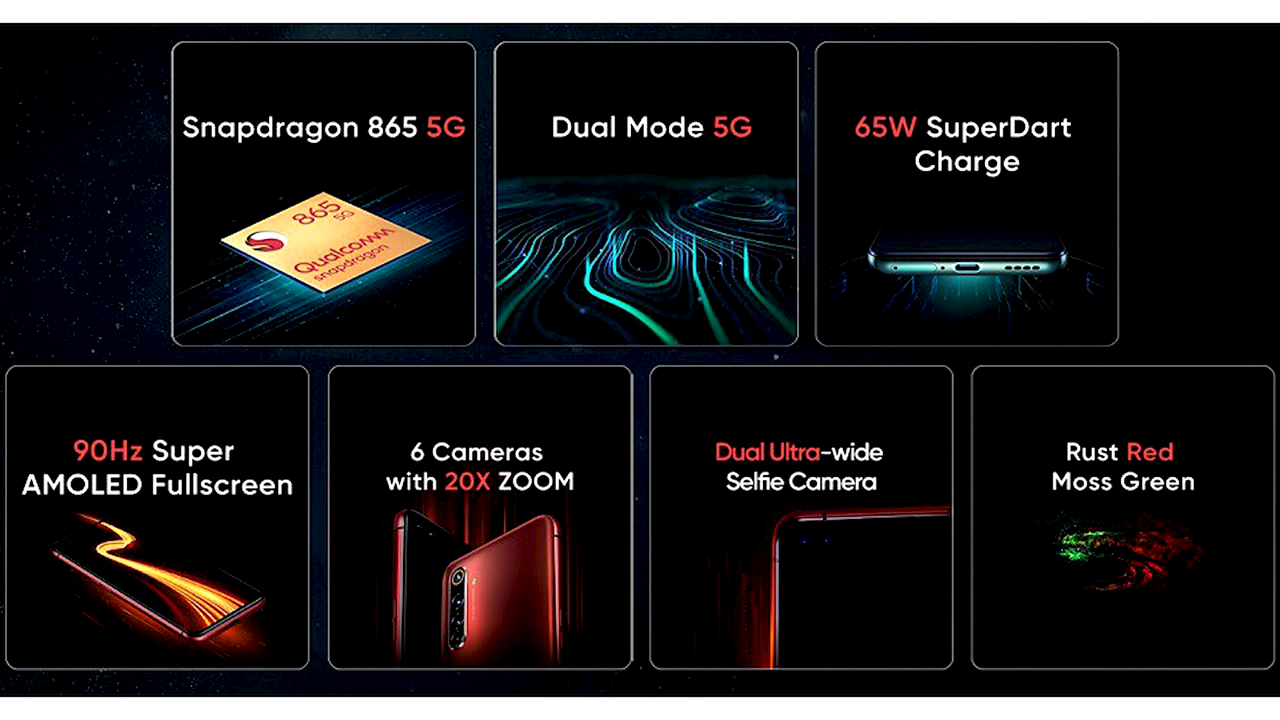 Snapdragon 865 5G
865
5G
Qualcomm
snapdragon
Dual Mode 5G
65W SuperDart
Charge
90Hz Super
AMOLED Fullscreen
6 Cameras
with 20X ZOOM
Dual Ultra-wide
Selfie Camera
Rust Red
Moss Green